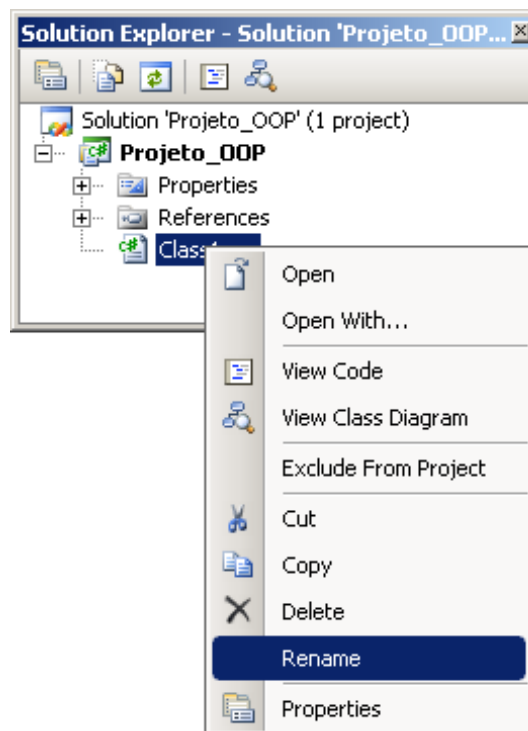 Solution Explorer - Solution 'Projeto_OOP...
Solution 'Projeto_OOP' (1 project)
Projeto_OOP
Properties
References
Open
Open With...
View Code
View Class Diagram
Exclude From Project
Cut
Copy
Delete
Rename
Properties